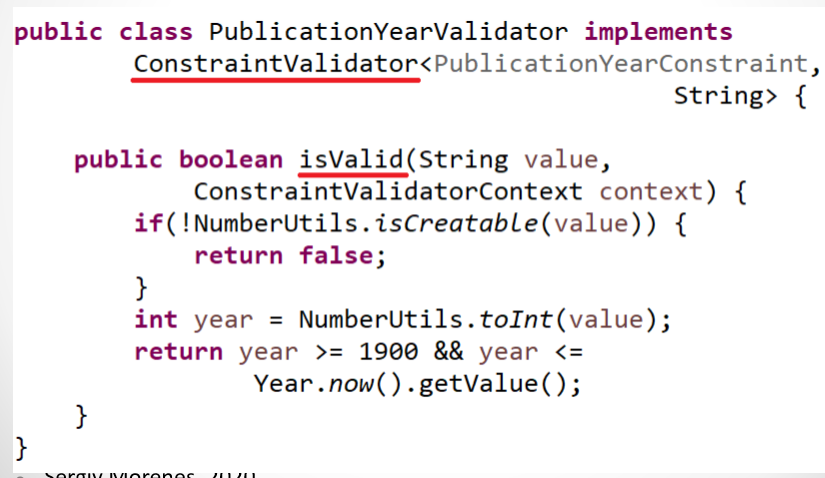 public class PublicationYearValidator implements
ConstraintValidator<PublicationYearConstraint,
String> {
public boolean isValid(String value,
ConstraintValidatorContext context) {
if(!NumberUtils.isCreatable(value)) {
return false;
}
int year = NumberUtils.toInt(value);
return year >= 1900 && year <=
Year.now().getValue();
}
}
2020